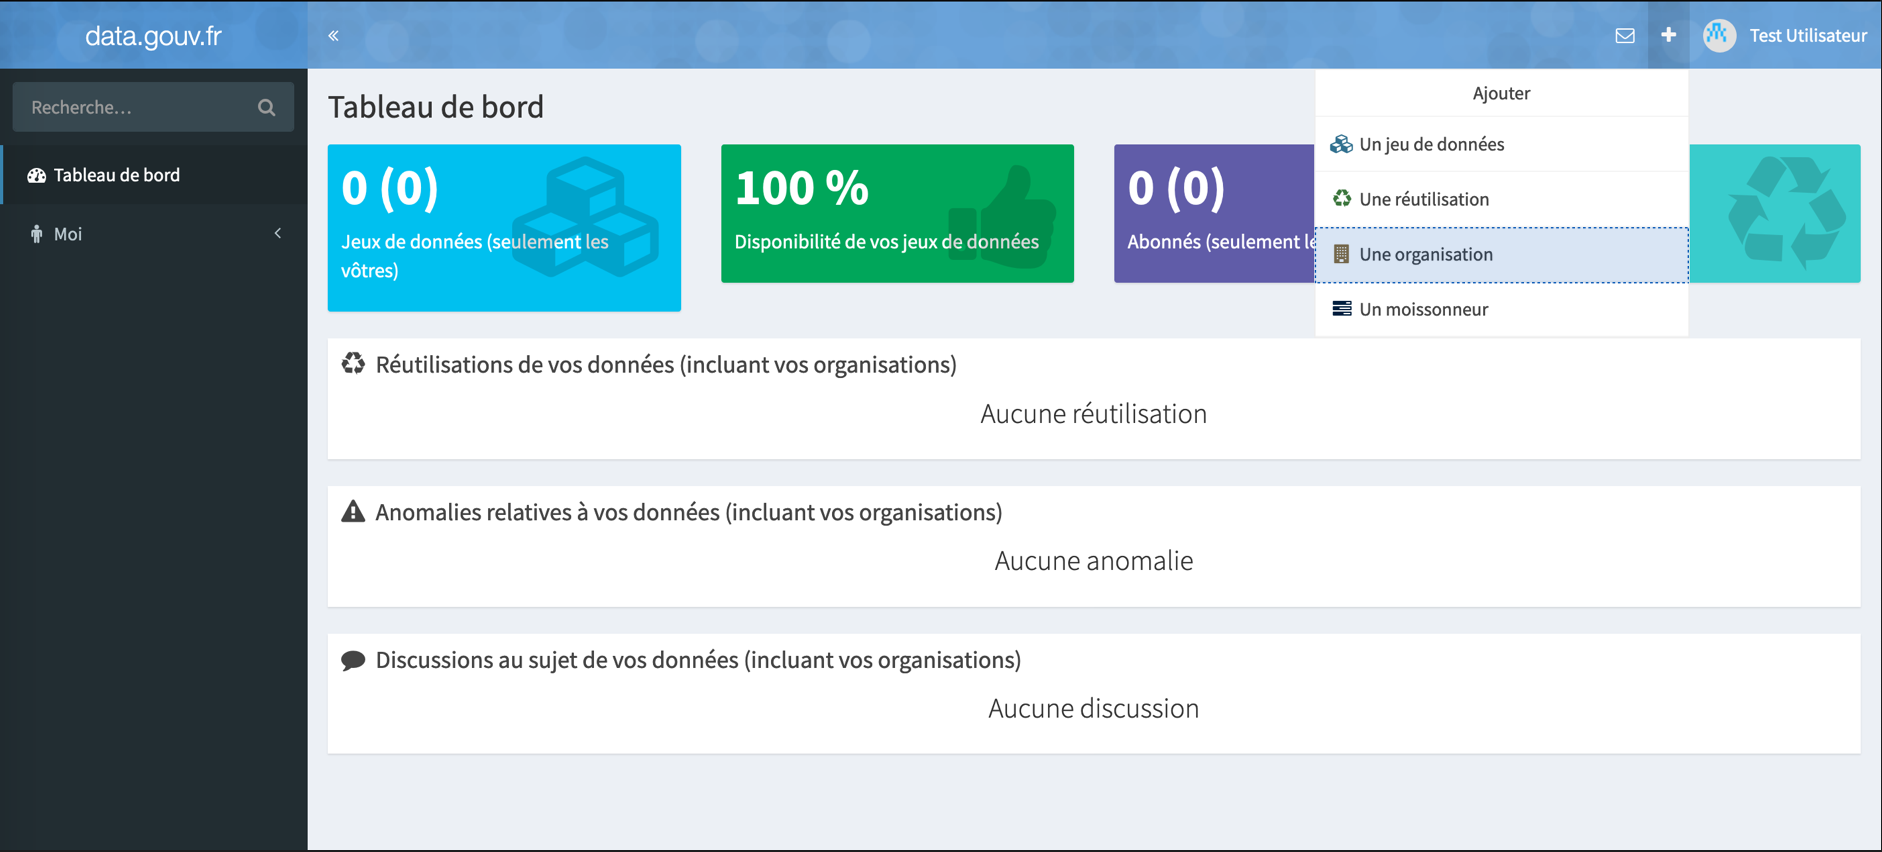 data.gouv.fr
Test Utilisateur
Recherche…
Tableau de bord
Moi
Tableau de bord
0 (0)
Jeux de données (seulement les
vôtres)
100 %
Disponibilité de vos jeux de données
0 (0)
Abonnés (seulement
Ajouter
Un jeu de données
Une réutilisation
Une organisation
Un moissonneur
Réutilisations de vos données (incluant vos organisations)
Aucune réutilisation
Anomalies relatives à vos données (incluant vos organisations)
Aucune anomalie
Discussions au sujet de vos données (incluant vos organisations)
Aucune discussion